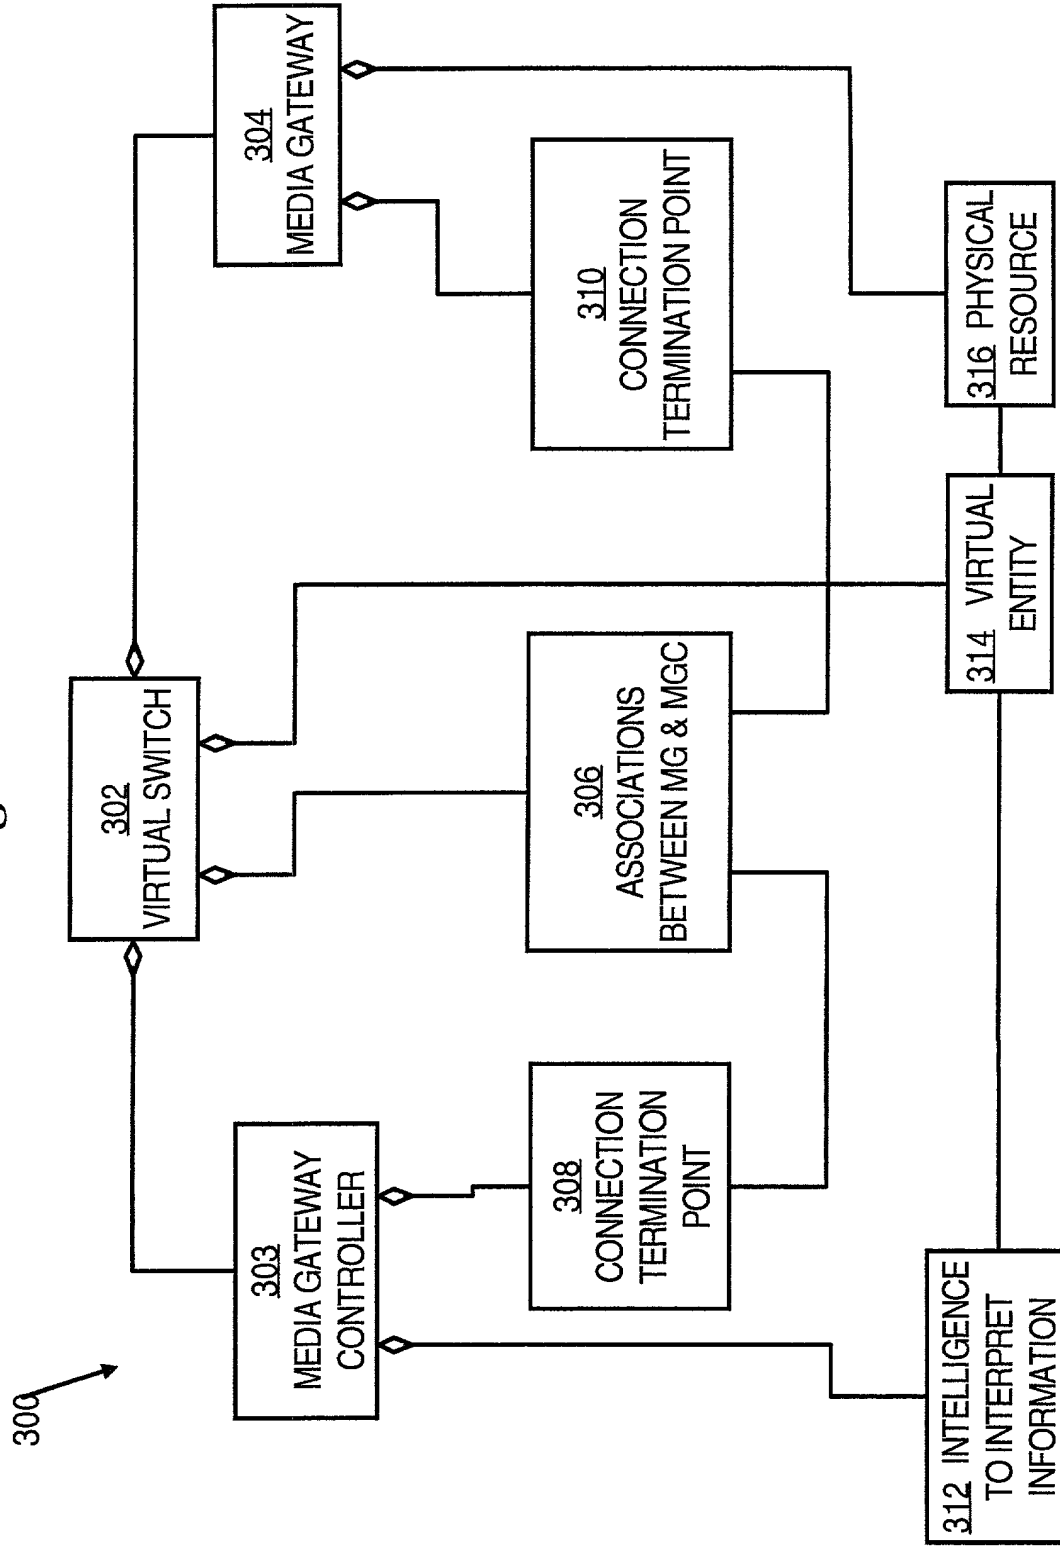 300
302
VIRTUAL SWITCH
303
MEDIA GATEWAY
CONTROLLER
304
MEDIA GATEWAY
308
CONNECTION
TERMINATION
POINT
306
ASSOCIATIONS
BETWEEN MG & MGC
310
CONNECTION
TERMINATION POINT
312 INTELLIGENCE
TO INTERPRET
INFORMATION
314 VIRTUAL
ENTITY
316 PHYSICAL
RESOURCE